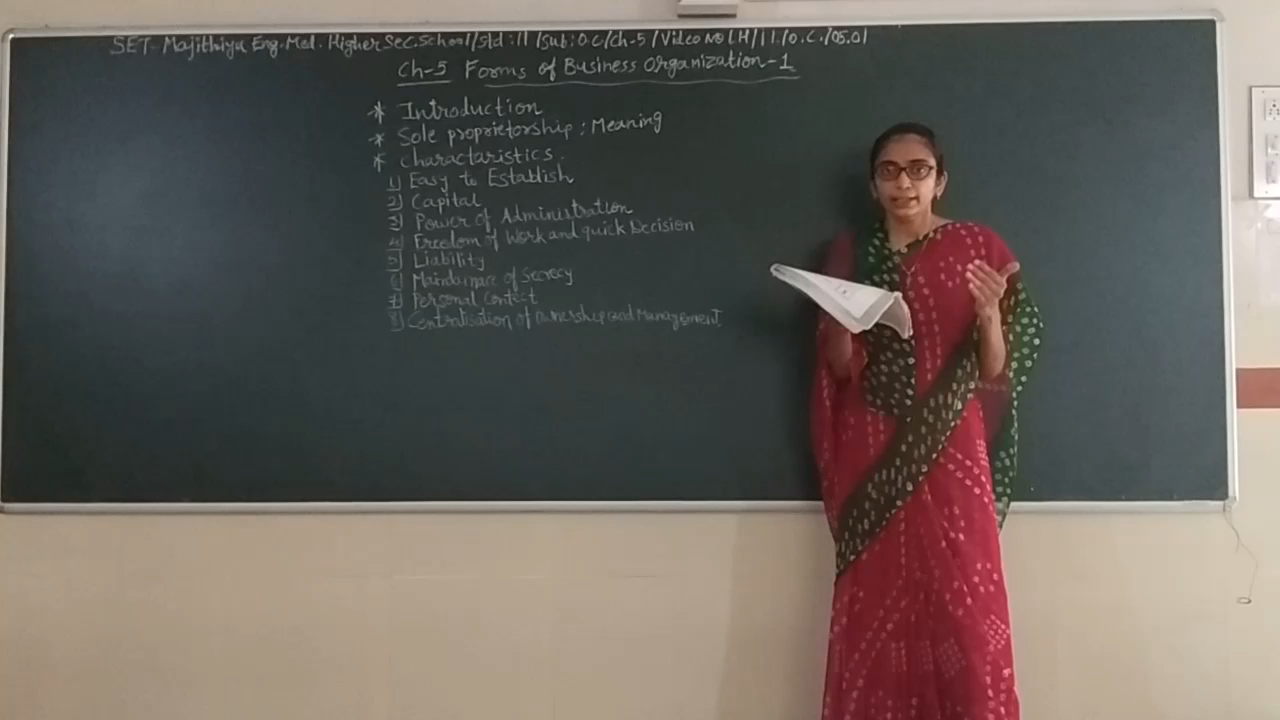 SET Majithiya Eng. Med. Higher Sec. School / Std : 11 / Sub : O.C / Ch-5 / Video No LH / 11 / O.C. / 05.01
Ch-5 Forms of Business Organization-1
* Introduction
* Sole proprietorship : Meaning
* Charactaristics.
1) Easy to Establish
2) Capital
3) Power of Administration
4) Freedom of Work and quick Decision
5) Liability
6) of Secrecy
7) Personal
8) Centralisation of Ownership and Management.